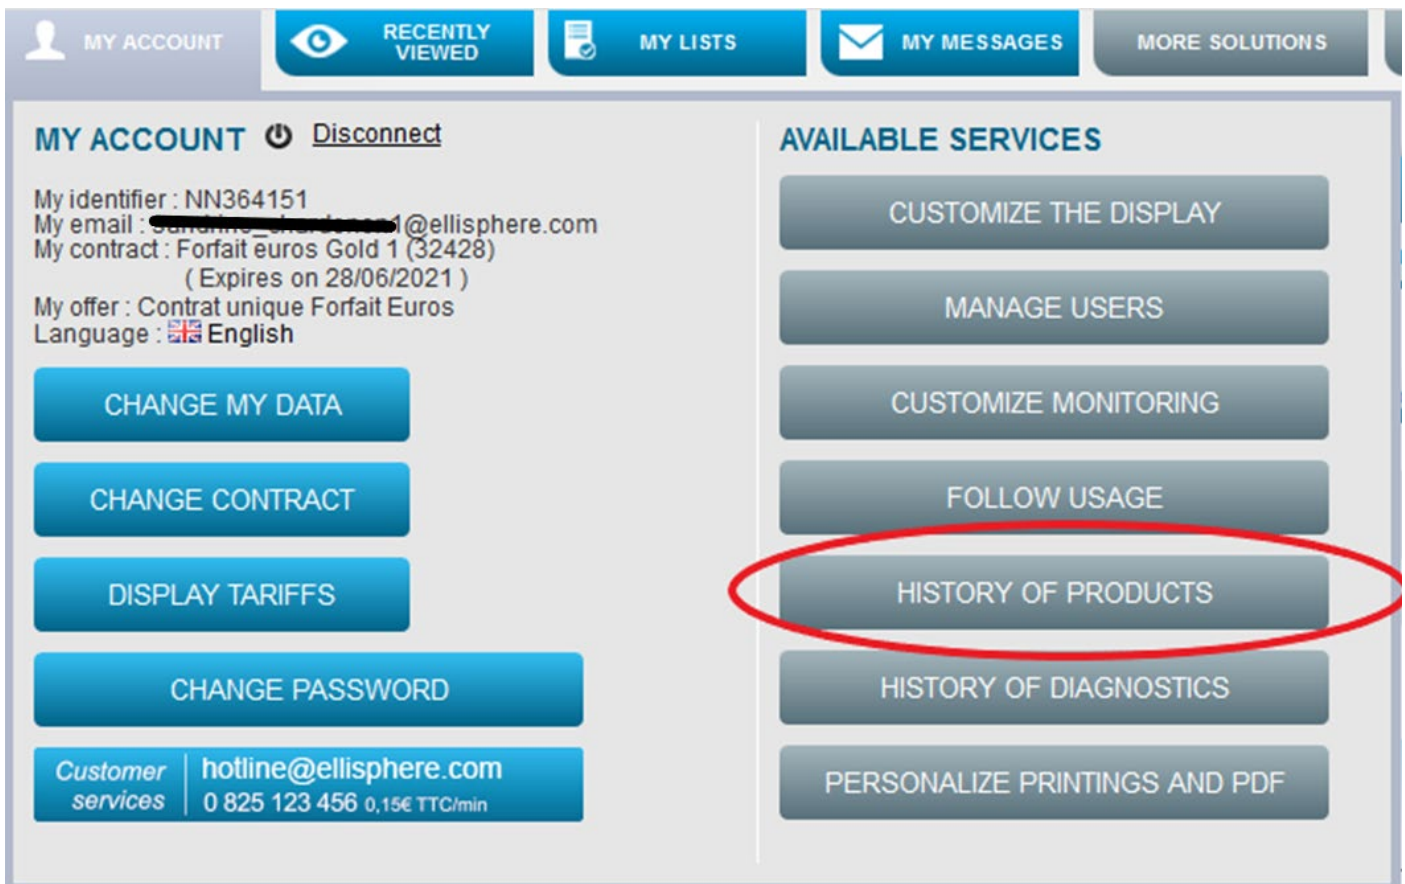 MY ACCOUNT
RECENTLY
VIEWED
MY LISTS
MY MESSAGES
MORE SOLUTIONS
MY ACCOUNT Disconnect
My identifier : NN364151
My email : 1@ellisphere.com
My contract : Forfait euros Gold 1 (32428)
( Expires on 28/06/2021 )
My offer : Contrat unique Forfait Euros
Language : English
CHANGE MY DATA
CHANGE CONTRACT
DISPLAY TARIFFS
CHANGE PASSWORD
Customer services
hotline@ellisphere.com
0 825 123 456 0,15€ TTC/min
AVAILABLE SERVICES
CUSTOMIZE THE DISPLAY
MANAGE USERS
CUSTOMIZE MONITORING
FOLLOW USAGE
HISTORY OF PRODUCTS
HISTORY OF DIAGNOSTICS
PERSONALIZE PRINTINGS AND PDF